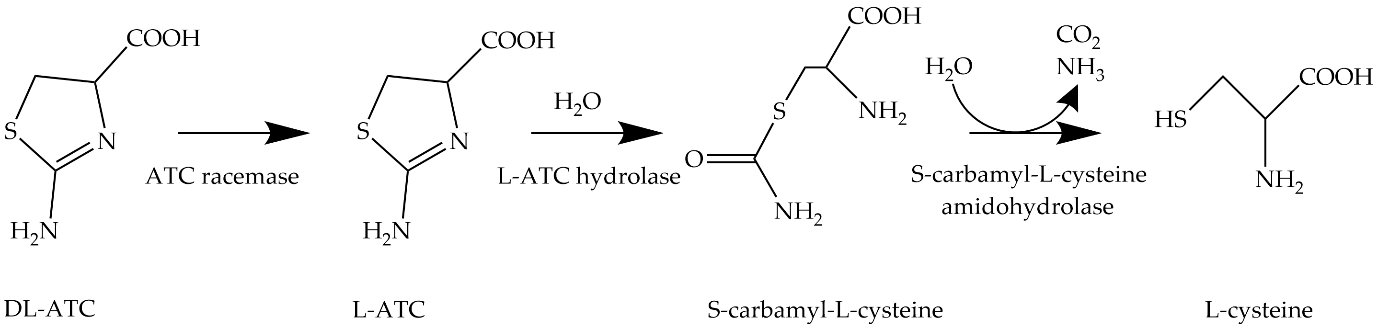 COOH
S
N
H₂N
DL-ATC
ATC racemase
COOH
S
N
H₂N
L-ATC
H₂O
L-ATC hydrolase
COOH
NH₂
S
O
NH₂
S-carbamyl-L-cysteine
H₂O
CO₂
NH₃
S-carbamyl-L-cysteine
amidohydrolase
HS
COOH
NH₂
L-cysteine